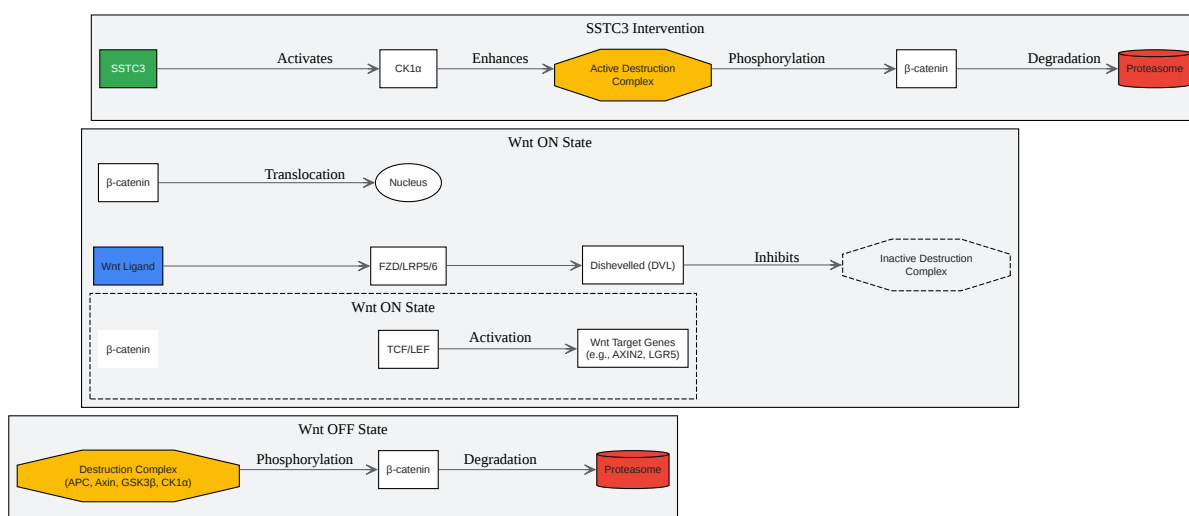 SSTC3 Intervention
SSTC3
Activates
CK1α
Enhances
Active Destruction
Complex
Phosphorylation
β-catenin
Degradation
Proteasome
Wnt ON State
β-catenin
Translocation
Nucleus
Wnt Ligand
FZD/LRP5/6
Dishevelled (DVL)
Inhibits
Inactive Destruction
Complex
Wnt ON State
β-catenin
TCF/LEF
Activation
Wnt Target Genes
(e.g., AXIN2, LGR5)
Wnt OFF State
Destruction Complex
(APC, Axin, GSK3β, CK1α)
Phosphorylation
β-catenin
Degradation
Proteasome